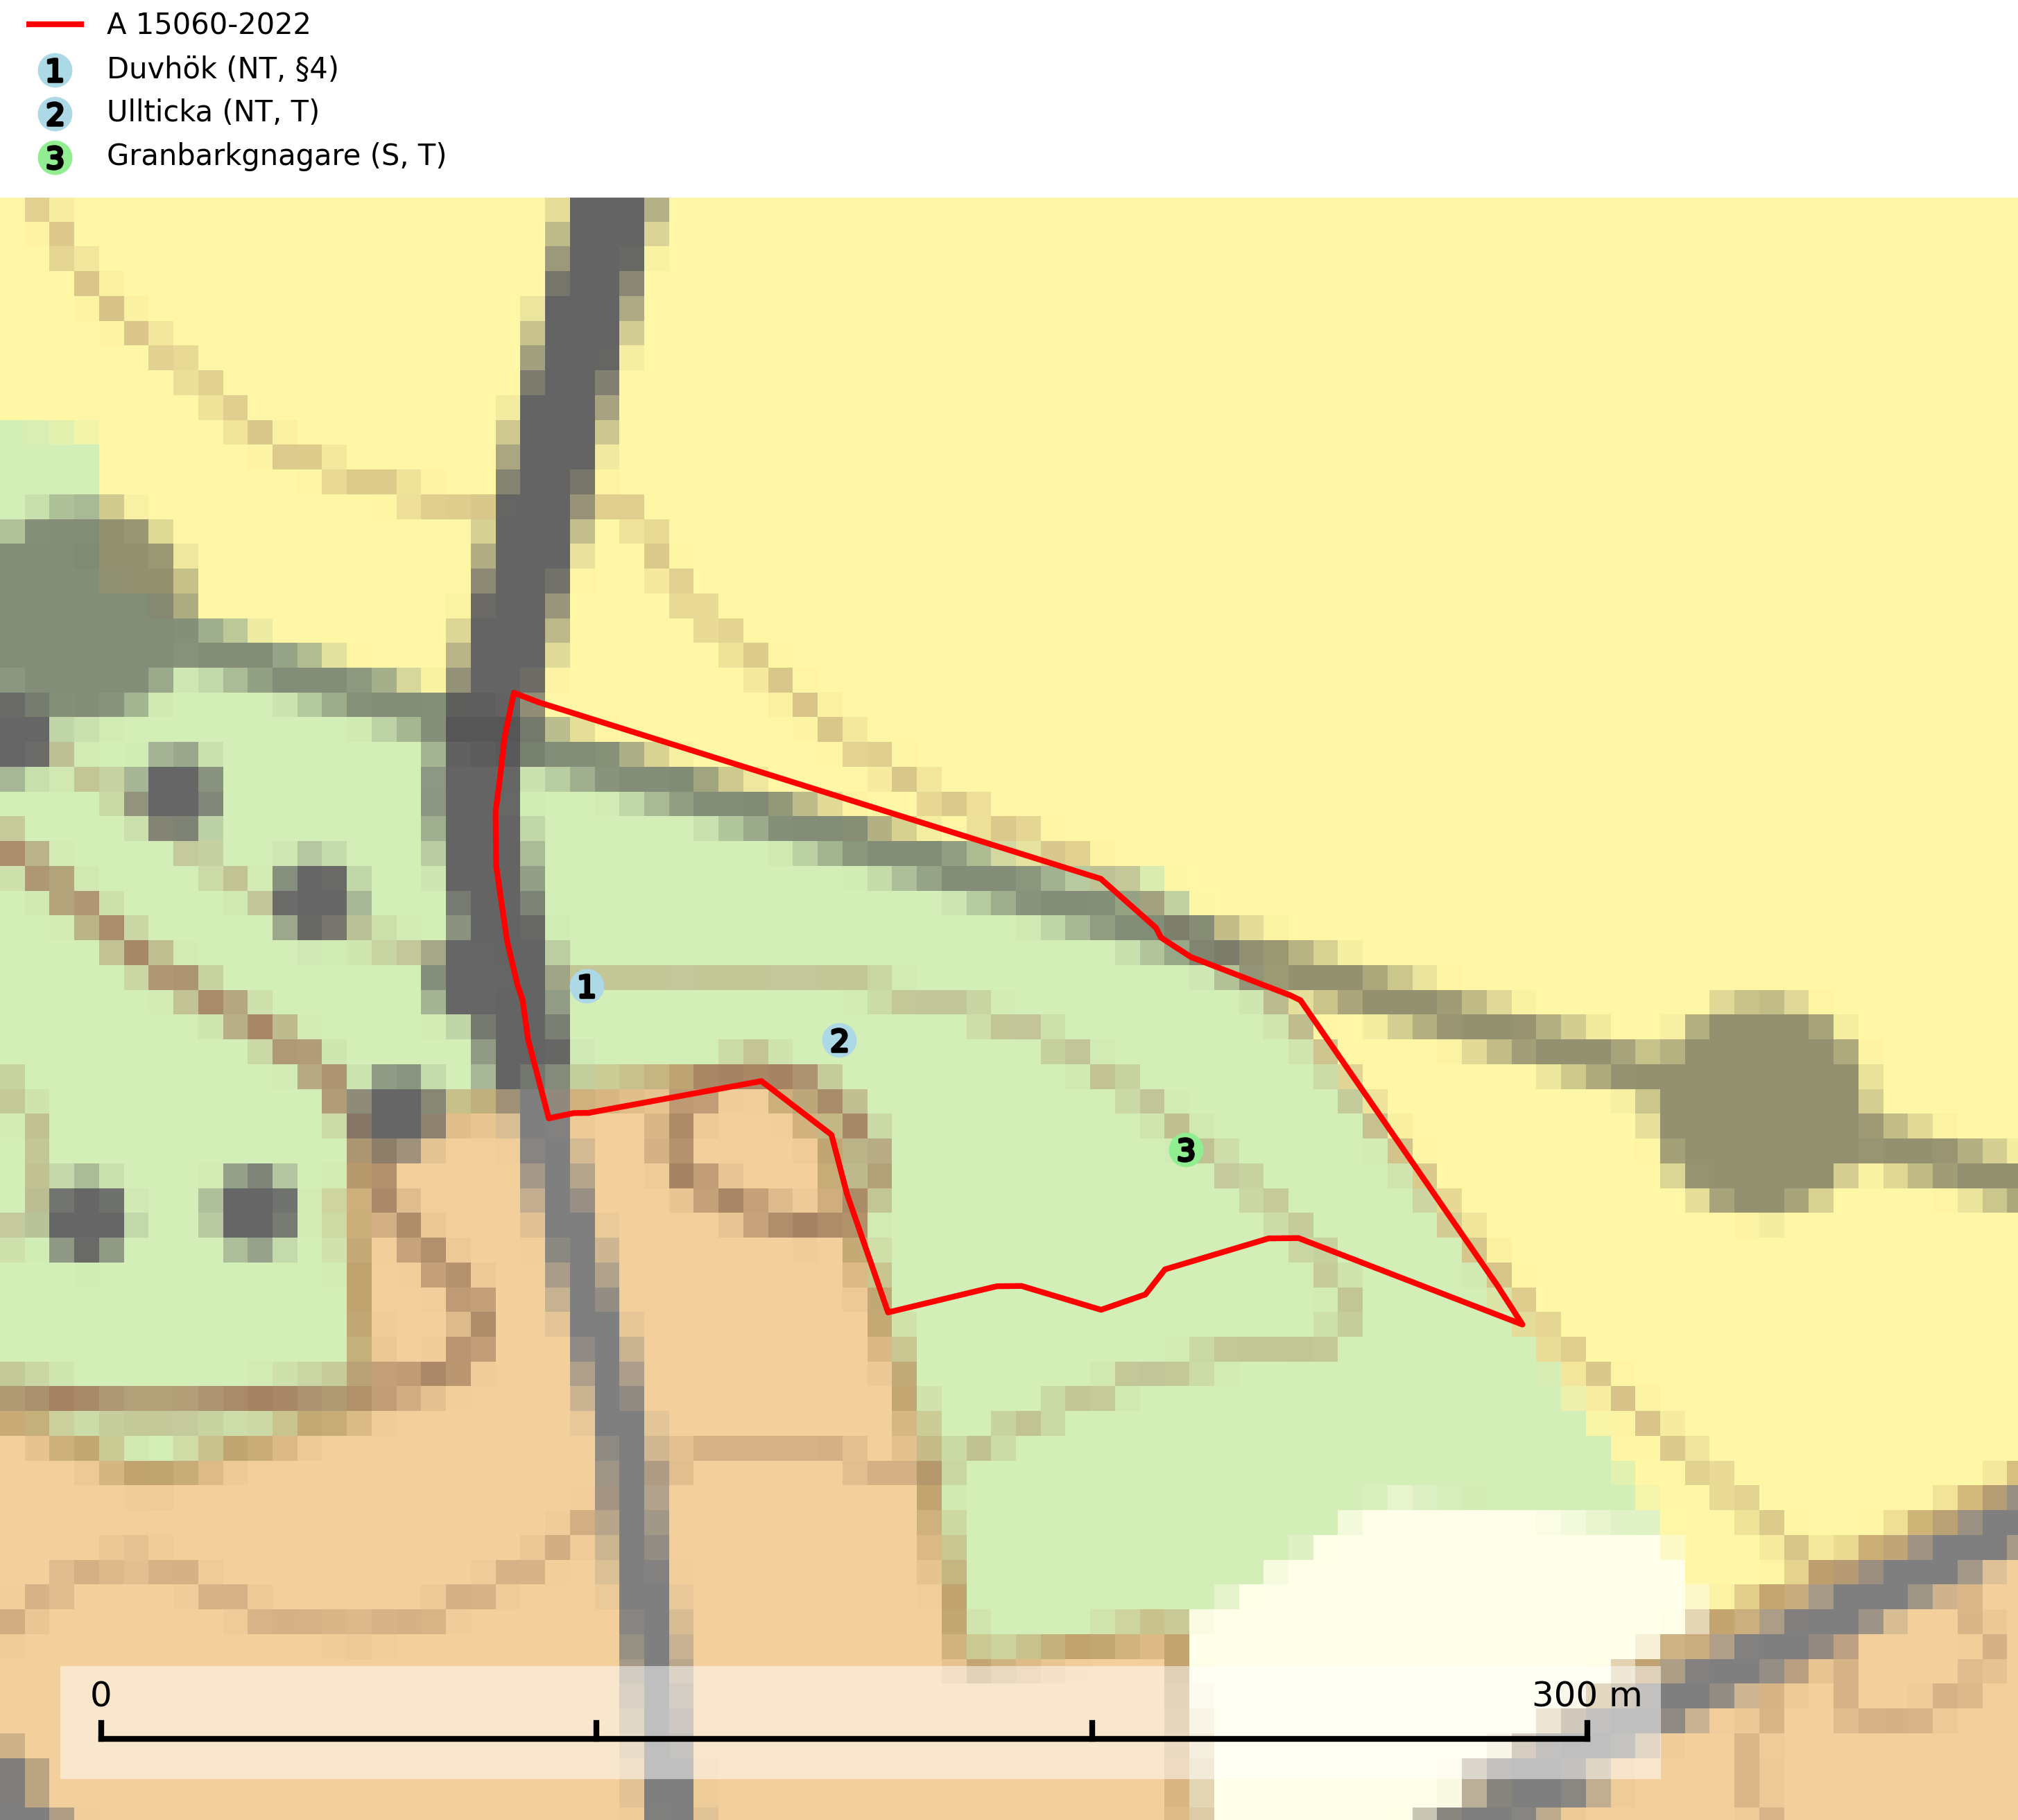 A 15060-2022
1 Duvhök (NT, §4)
2 Ullticka (NT, T)
3 Granbarkgnagare (S, T)
1
2
3
0 300 m